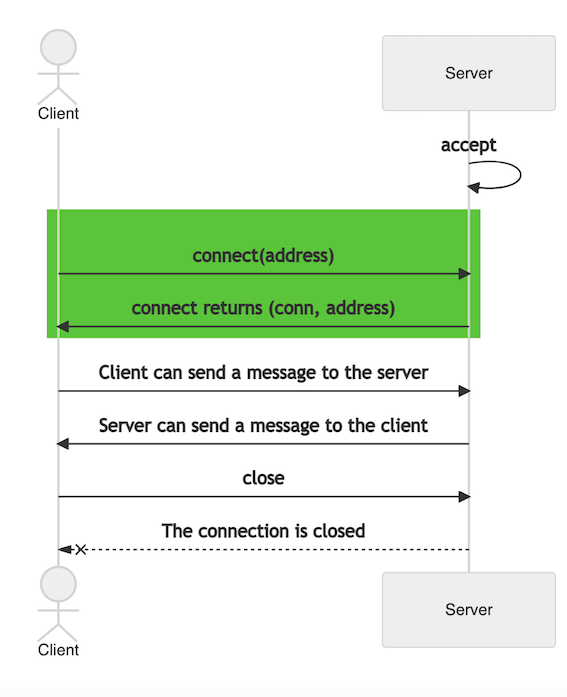 Client
Server
accept
connect(address)
connect returns (conn, address)
Client can send a message to the server
Server can send a message to the client
close
The connection is closed
Client
Server